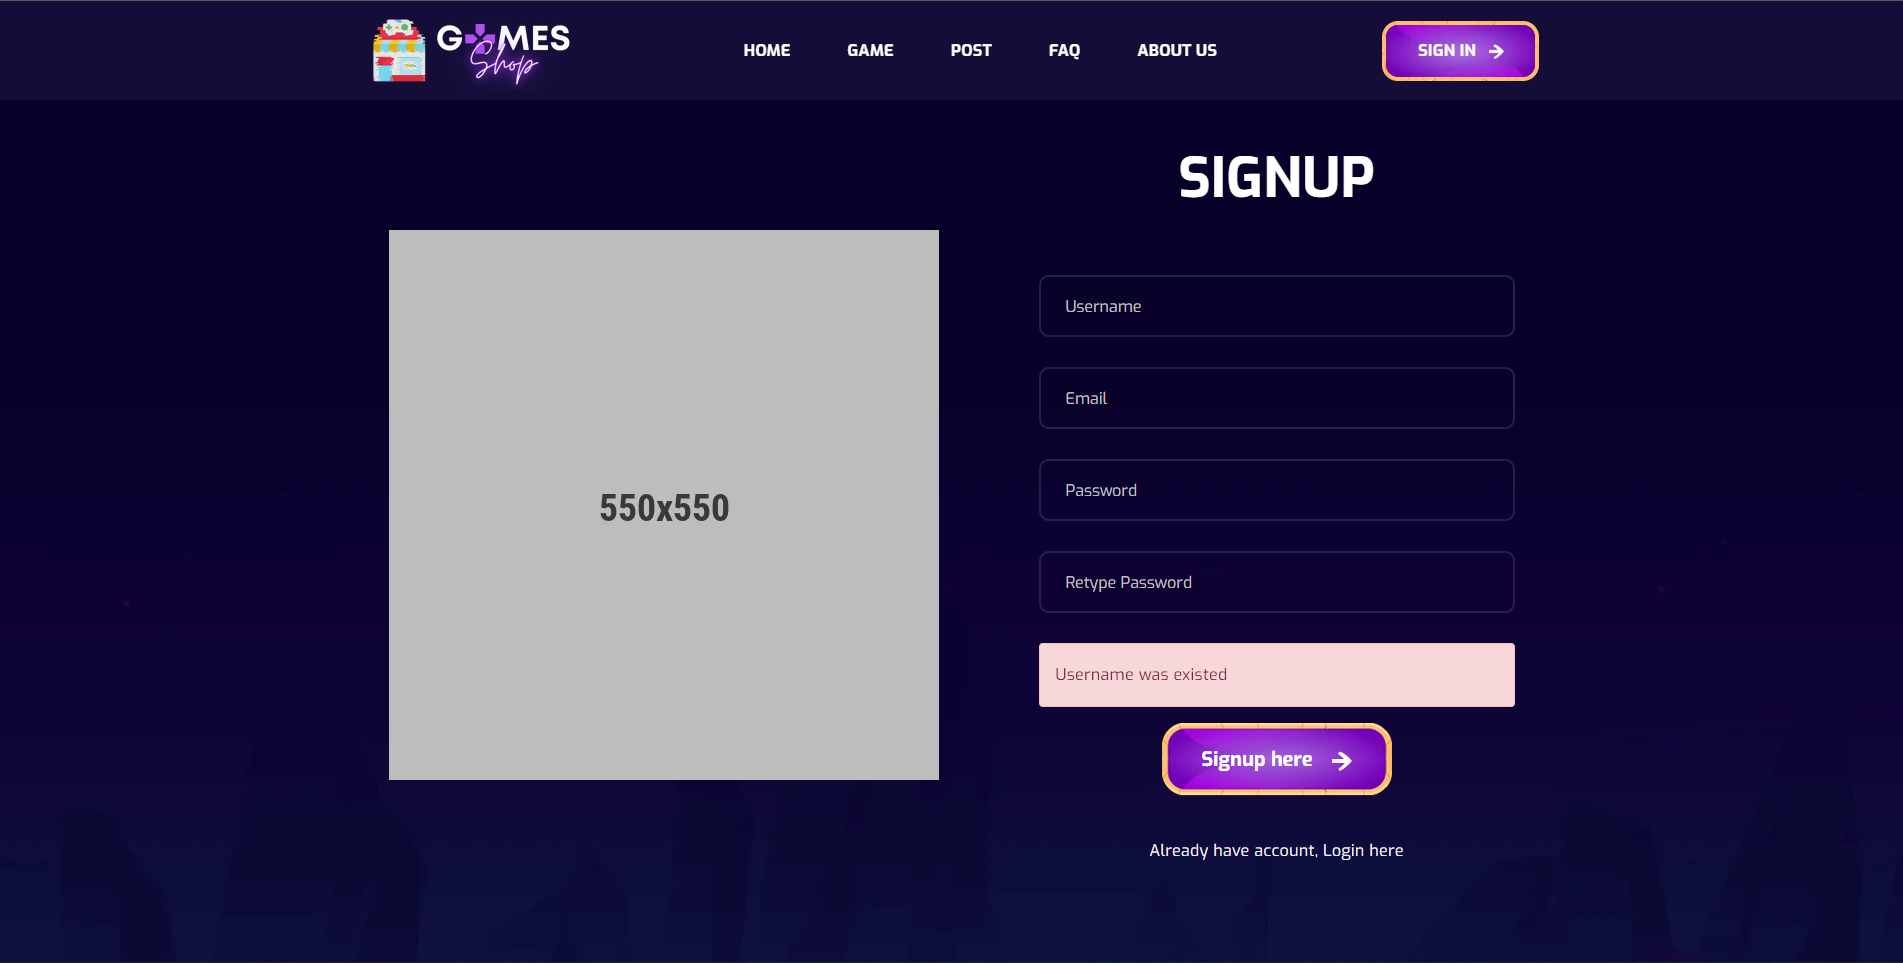 GAMES
Shop
HOME
GAME
POST
FAQ
ABOUT US
SIGN IN
SIGNUP
550x550
Username
Email
Password
Retype Password
Username was existed
Signup here
Already have account, Login here